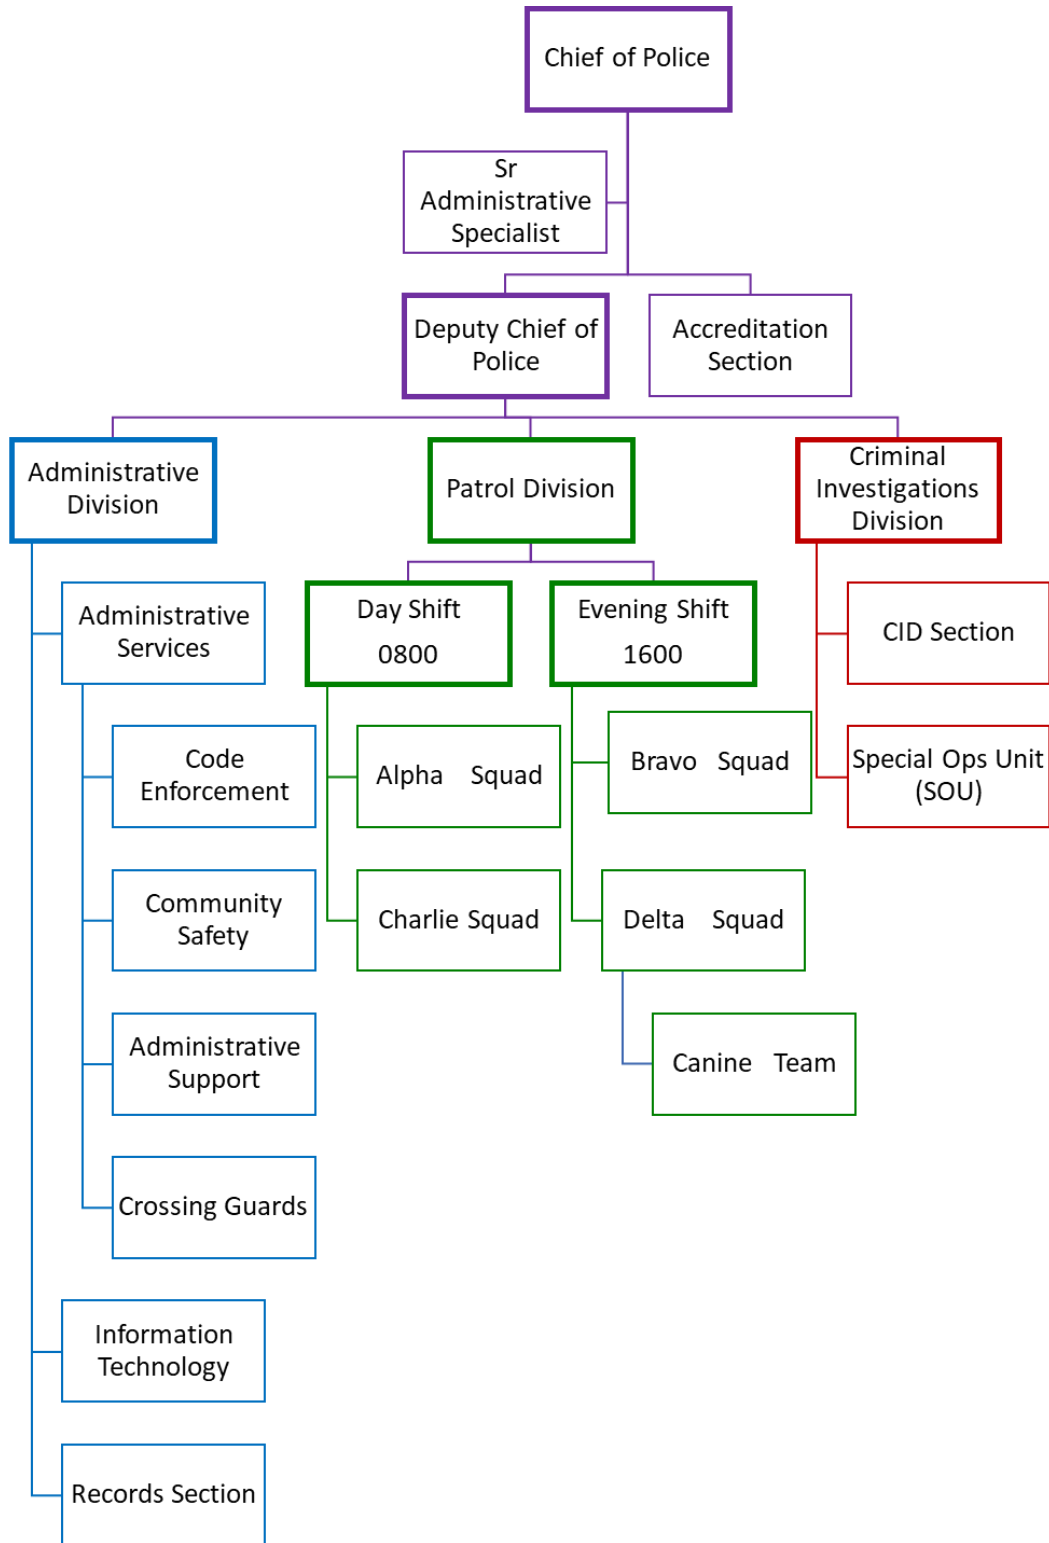 Chief of Police
Sr
Administrative
Specialist
Deputy Chief of
Police
Accreditation
Section
Administrative
Division
Patrol Division
Criminal
Investigations
Division
Administrative
Services
Day Shift
0800
Evening Shift
1600
CID Section
Code
Enforcement
Alpha Squad
Bravo Squad
Special Ops Unit
(SOU)
Community
Safety
Charlie Squad
Delta Squad
Administrative
Support
Canine Team
Crossing Guards
Information
Technology
Records Section